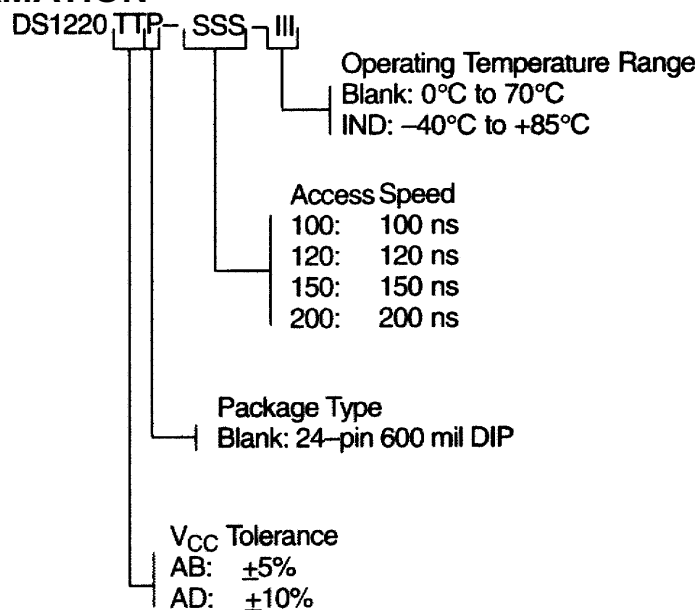 DS1220 TTP– SSS –III
Operating Temperature Range
Blank: 0°C to 70°C
IND: –40°C to +85°C
Access Speed
100: 100 ns
120: 120 ns
150: 150 ns
200: 200 ns
Package Type
Blank: 24–pin 600 mil DIP
VCC Tolerance
AB: ±5%
AD: ±10%